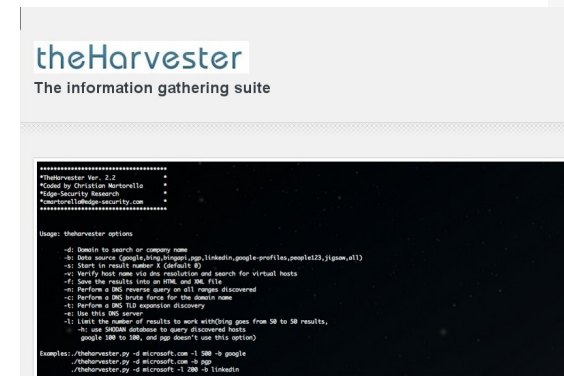 theHarvester
The information gathering suite
*************************************
*TheHarvester Ver. 2.2 *
*Coded by Christian Martorella *
*Edge-Security Research *
*cmartorella@edge-security.com *
*************************************
Usage: theharvester options
-d: Domain to search or company name
-b: Data source (google,bing,bingapi,pgp,linkedin,google-profiles,people123,jigsaw,all)
-s: Start in result number X (default 0)
-v: Verify host name via dns resolution and search for virtual hosts
-f: Save the results into an HTML and XML file
-n: Perform a DNS reverse query on all ranges discovered
-c: Perform a DNS brute force for the domain name
-t: Perform a DNS TLD expansion discovery
-e: Use this DNS server
-l: Limit the number of results to work with(bing goes from 50 to 50 results,
-h: use SHODAN database to query discovered hosts
google 100 to 100, and pgp doesn't use this option)
Examples:./theharvester.py -d microsoft.com -l 500 -b google
./theharvester.py -d microsoft.com -b pgp
./theharvester.py -d microsoft -l 200 -b linkedin